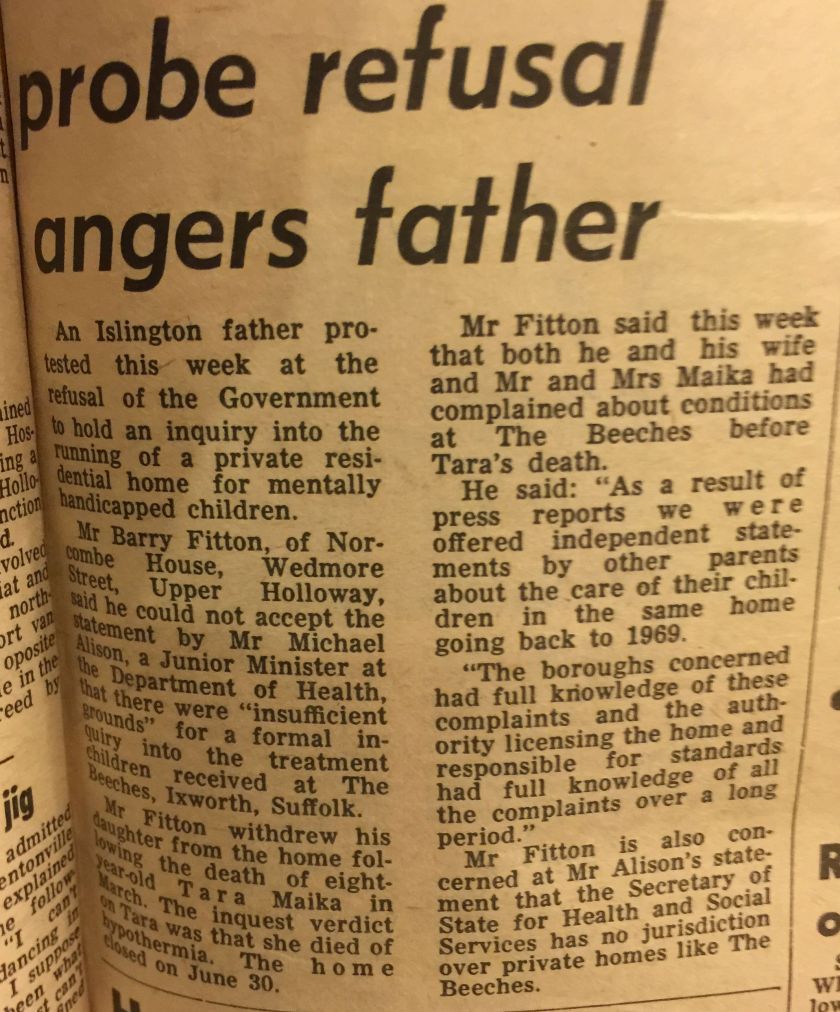 probe refusal
angers father
An Islington father pro-
tested this week at the
refusal of the Government
to hold an inquiry into the
running of a private resi-
dential home for mentally
handicapped children.
Mr Barry Fitton, of Nor-
combe House, Wedmore
Street, Upper Holloway,
said he could not accept the
statement by Mr Michael
Alison, a Junior Minister at
the Department of Health,
that there were "insufficient
grounds" for a formal in-
quiry into the treatment
children received at The
Beeches, Ixworth, Suffolk.
Mr Fitton withdrew his
daughter from the home fol-
lowing the death of eight-
year-old Tara Maika in
March. The inquest verdict
on Tara was that she died of
hypothermia. The home
closed on June 30.
Mr Fitton said this week
that both he and his wife
and Mr and Mrs Maika had
complained about conditions
at The Beeches before
Tara's death.
He said: "As a result of
press reports we were
offered independent state-
ments by other parents
about the care of their chil-
dren in the same home
going back to 1969.
"The boroughs concerned
had full knowledge of these
complaints and the auth-
ority licensing the home and
responsible for standards
had full knowledge of all
the complaints over a long
period."
Mr Fitton is also con-
cerned at Mr Alison's state-
ment that the Secretary of
State for Health and Social
Services has no jurisdiction
over private homes like The
Beeches.
jig
admitted
explained
"I can't
dancing in
I suppose
been what